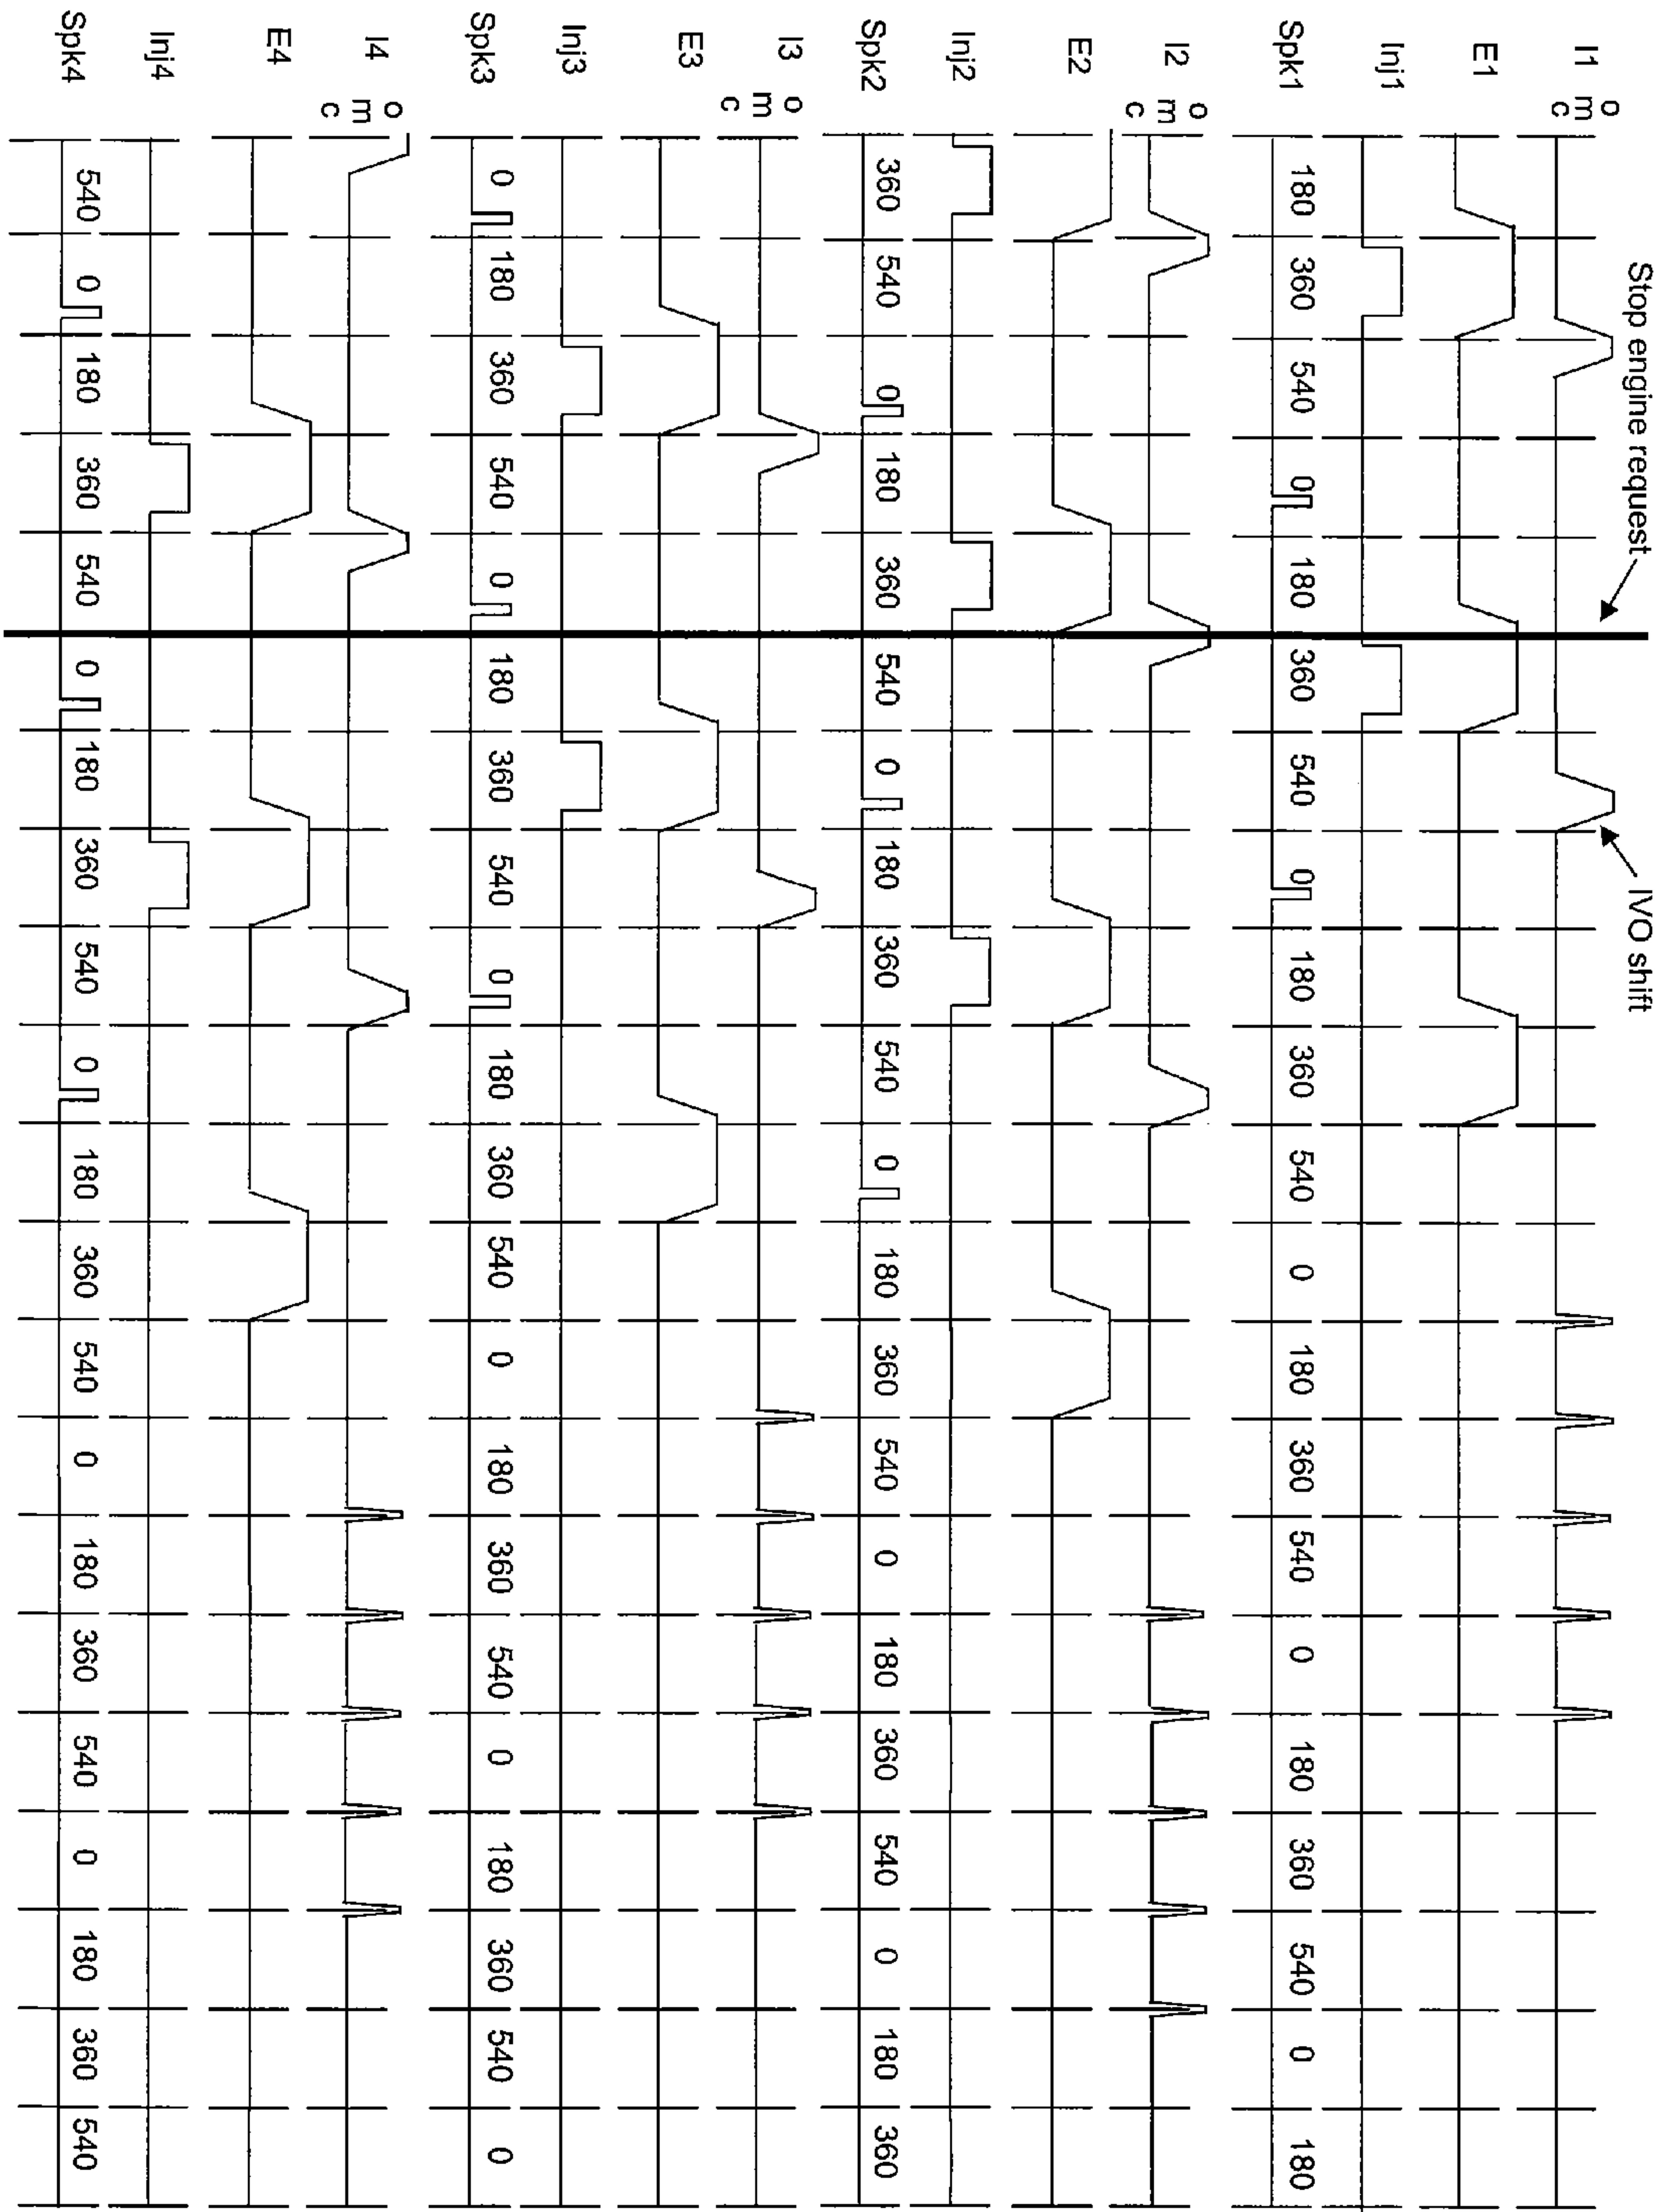 Stop engine request
IVO shift
I1
o
m
c
E1
Inj1
180 360 540 0 180 360 540 0 180 360 540 0 180 360 540 0 180 360 540 0 180
Spk1
I2
o
m
c
E2
Inj2
360 540 0 180 360 540 0 180 360 540 0 180 360 540 0 180 360 540 0 180 360
Spk2
I3
o
m
c
E3
Inj3
0 180 360 540 0 180 360 540 0 180 360 540 0 180 360 540 0 180 360 540 0
Spk3
I4
o
m
c
E4
Inj4
540 0 180 360 540 0 180 360 540 0 180 360 540 0 180 360 540 0 180 360 540
Spk4